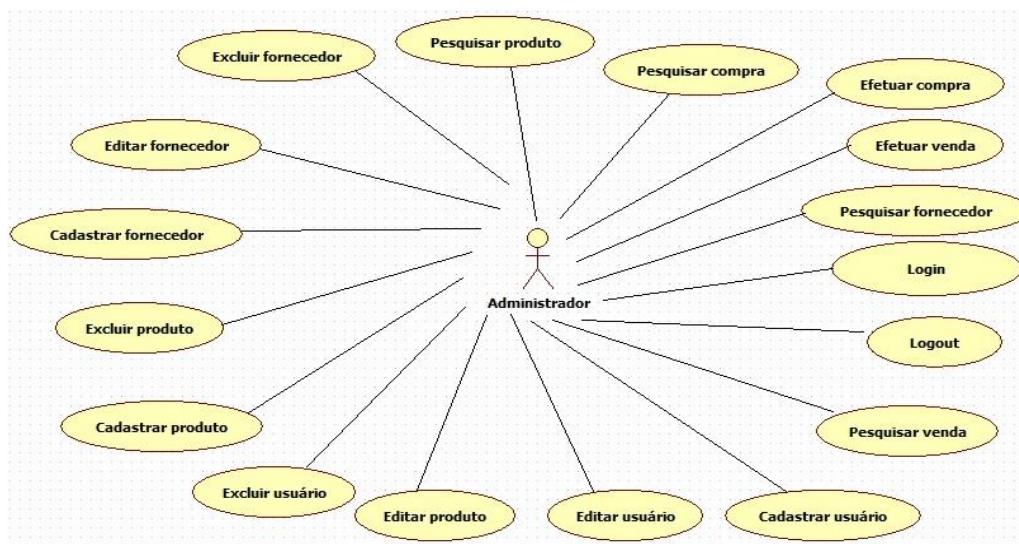 Pesquisar produto
Excluir fornecedor
Pesquisar compra
Efetuar compra
Editar fornecedor
Efetuar venda
Pesquisar fornecedor
Cadastrar fornecedor
Login
Administrador
Excluir produto
Logout
Cadastrar produto
Pesquisar venda
Excluir usuário
Editar produto
Editar usuário
Cadastrar usuário